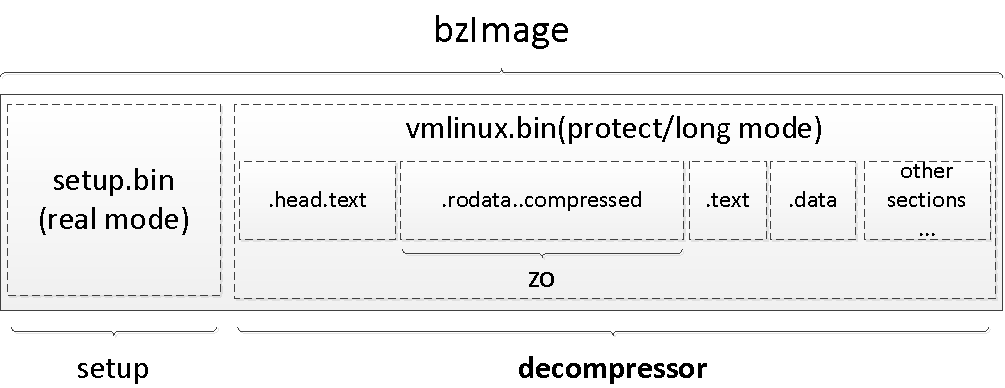 bzImage
vmlinux.bin(protect/long mode)
setup.bin
(real mode)
.head.text
.rodata..compressed
.text
.data
other
sections
...
ZO
setup
decompressor